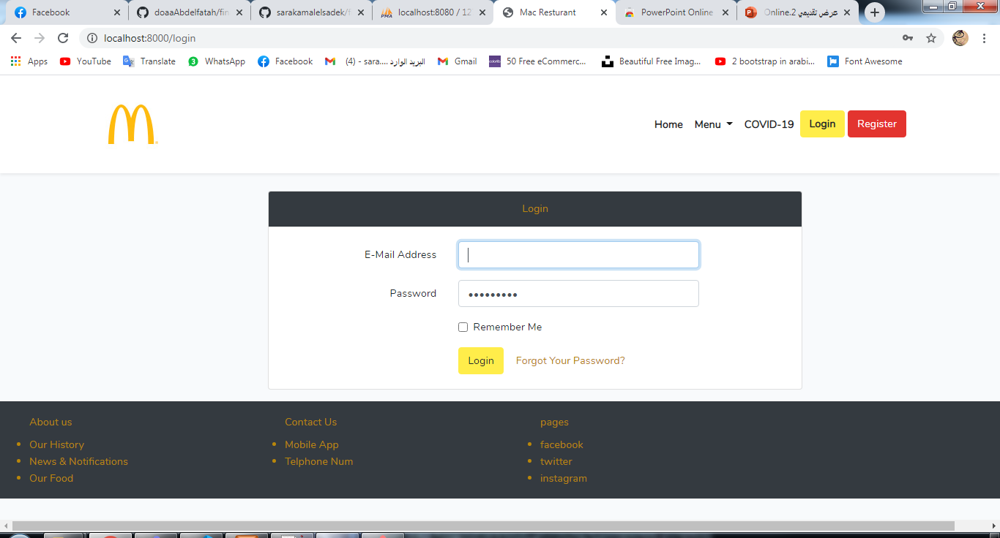 Facebook
doaaAbdelfatah/fin
sarakamalelsadek/f
localhost:8080 / 12
Mac Resturant
PowerPoint Online
عرض تقديمي 2.Online
localhost:8000/login
Apps
YouTube
Translate
3 WhatsApp
Facebook
(4) - sara.... البريد الوارد
Gmail
50 Free eCommerc...
Beautiful Free Imag...
2 bootstrap in arabi...
Font Awesome
Home
Menu
COVID-19
Login
Register
Login
E-Mail Address
Password
Remember Me
Login
Forgot Your Password?
About us
Our History
News & Notifications
Our Food
Contact Us
Mobile App
Telphone Num
pages
facebook
twitter
instagram